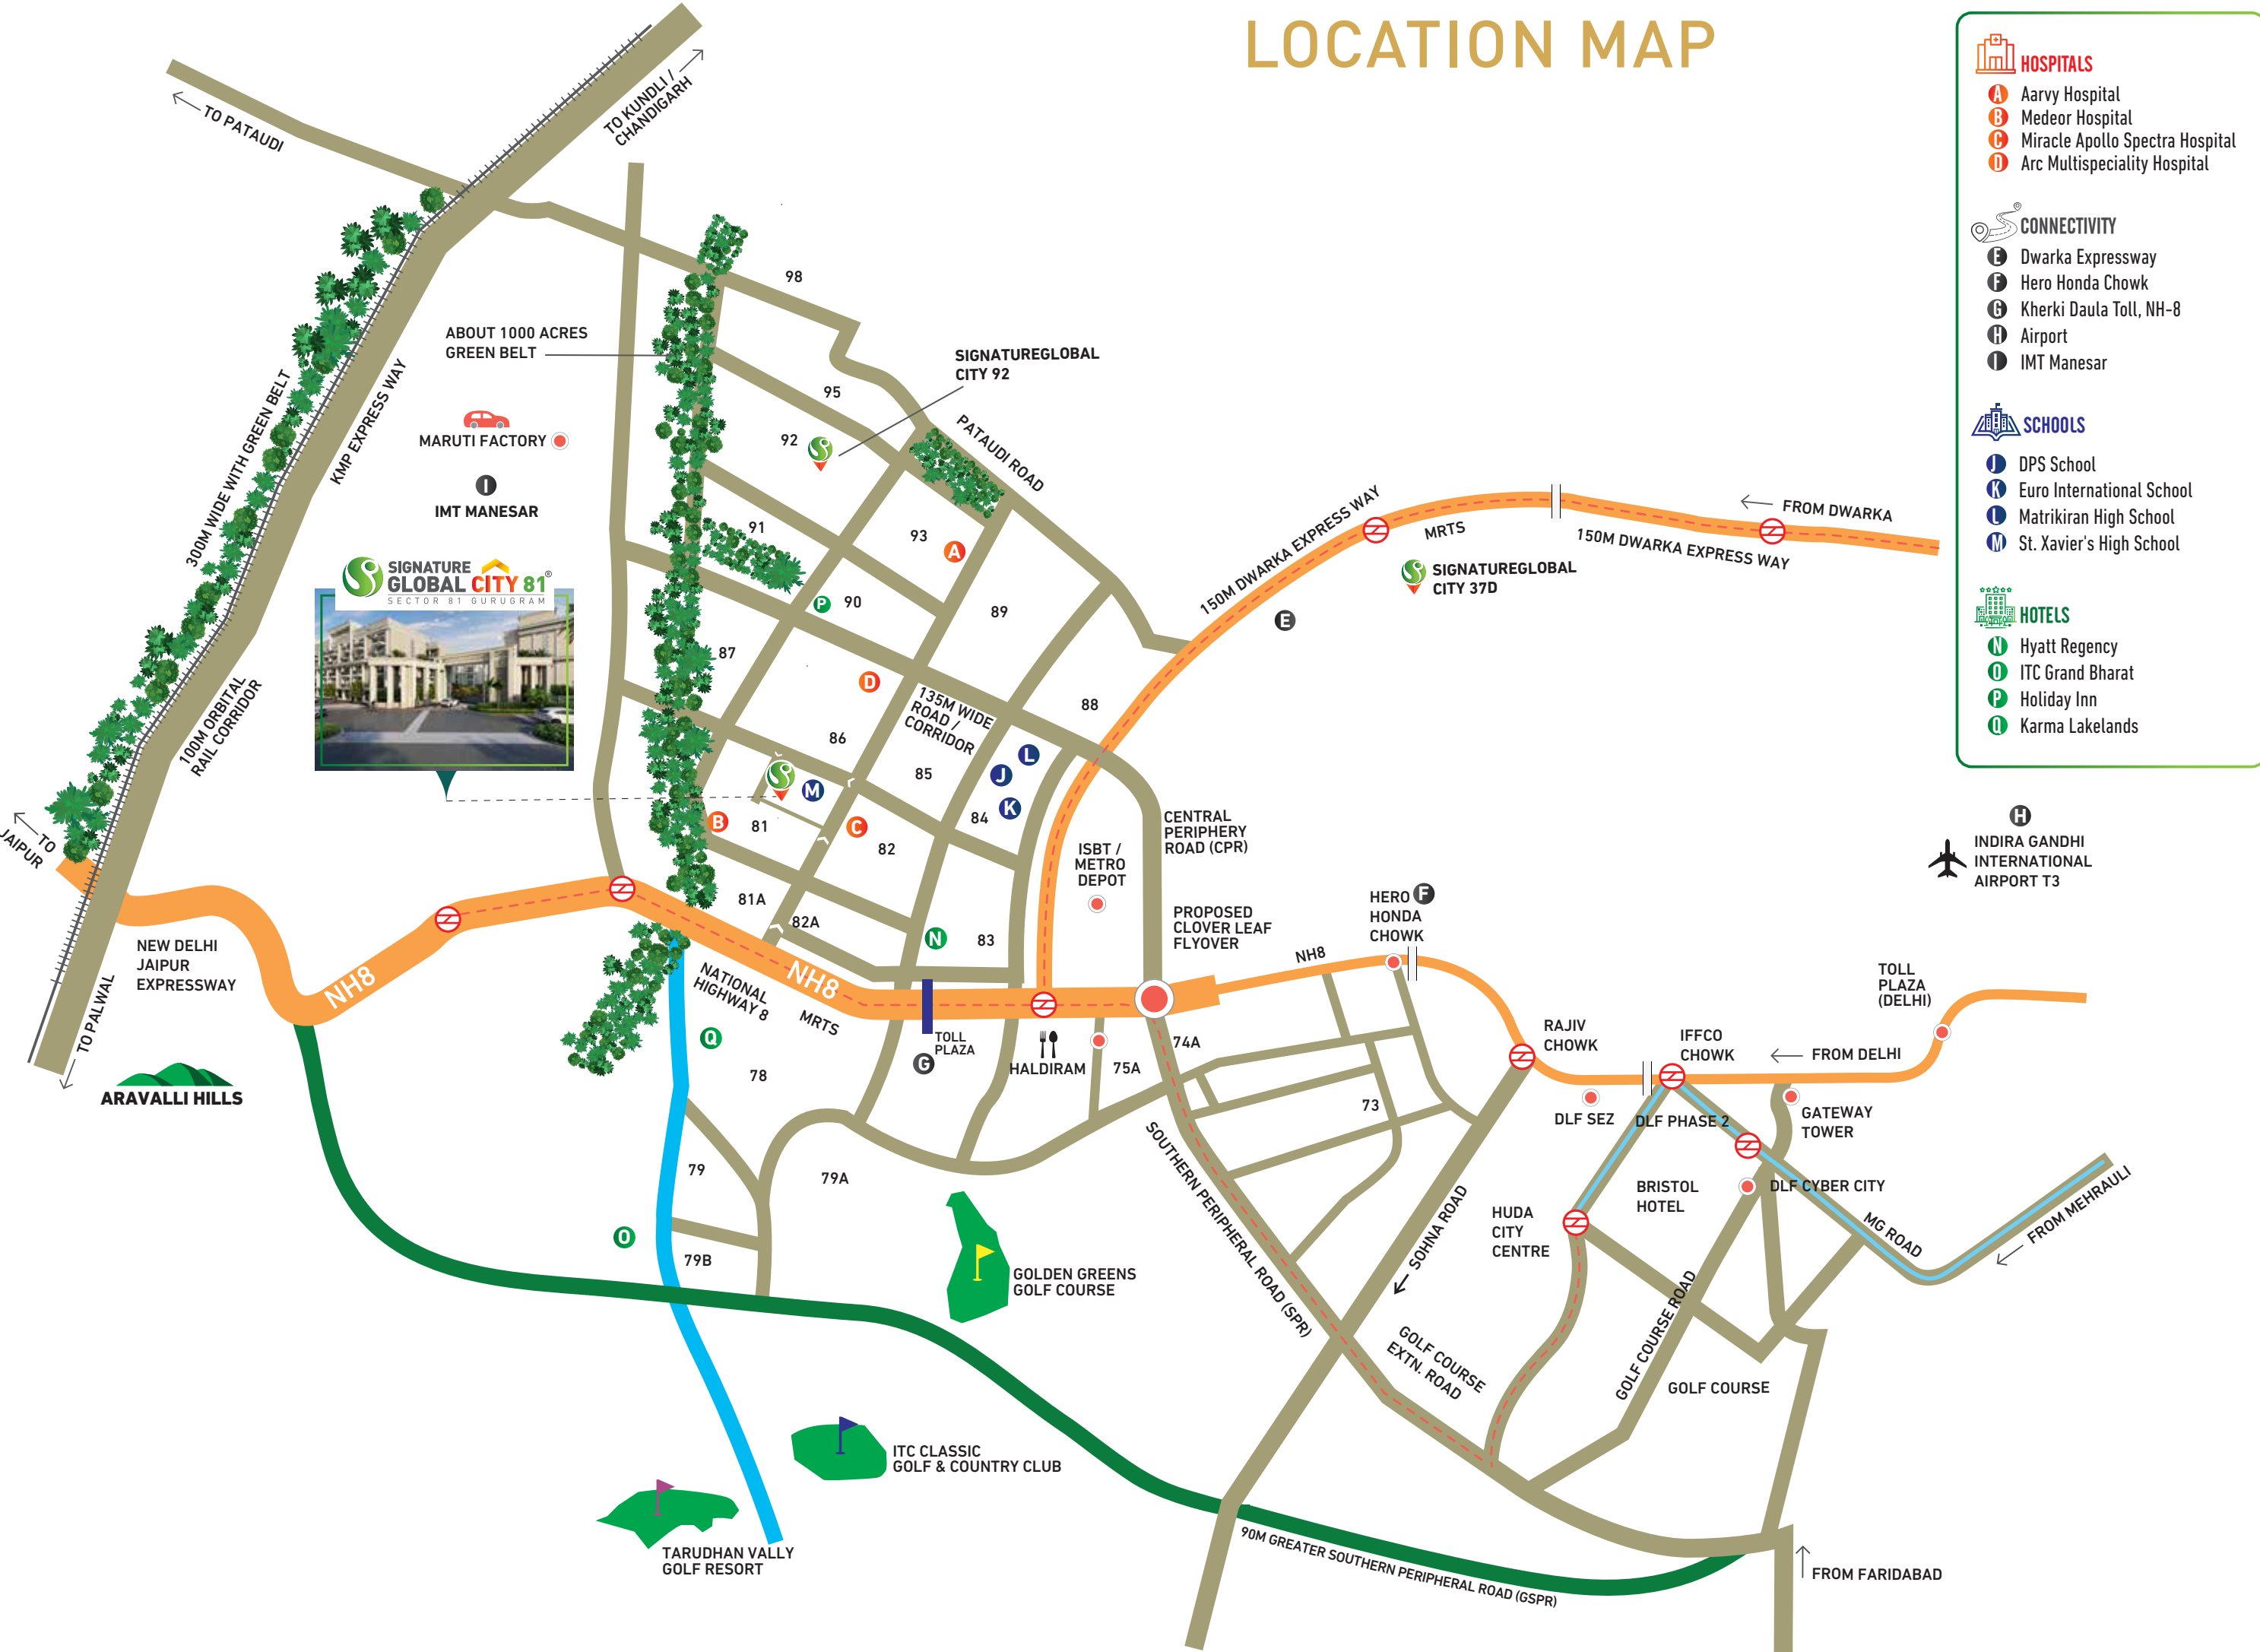 LOCATION MAP
HOSPITALS
A Aarvy Hospital
B Medeor Hospital
C Miracle Apollo Spectra Hospital
D Arc Multispeciality Hospital
CONNECTIVITY
E Dwarka Expressway
F Hero Honda Chowk
G Kherki Daula Toll, NH-8
H Airport
I IMT Manesar
SCHOOLS
J DPS School
K Euro International School
L Matrikiran High School
M St. Xavier's High School
HOTELS
N Hyatt Regency
O ITC Grand Bharat
P Holiday Inn
Q Karma Lakelands
H
INDIRA GANDHI
INTERNATIONAL
AIRPORT T3
TO PATAUDI
TO KUNDLI /
CHANDIGARH
98
ABOUT 1000 ACRES
GREEN BELT
SIGNATUREGLOBAL
CITY 92
95
92
PATAUDI ROAD
300M WIDE WITH GREEN BELT
KMP EXPRESS WAY
MARUTI FACTORY
I
IMT MANESAR
91
93
A
150M DWARKA EXPRESS WAY
MRTS
FROM DWARKA
150M DWARKA EXPRESS WAY
SIGNATUREGLOBAL
CITY 37D
E
SIGNATURE
GLOBAL CITY 81®
SECTOR 81 GURUGRAM
P
90
89
87
D
88
135M WIDE
ROAD /
CORRIDOR
100M ORBITAL
RAIL CORRIDOR
86
85
L
J
K
84
M
B
81
C
82
CENTRAL
PERIPHERY
ROAD (CPR)
ISBT /
METRO
DEPOT
TO
JAIPUR
81A
82A
N
83
PROPOSED
CLOVER LEAF
FLYOVER
HERO F
HONDA
CHOWK
NH8
NEW DELHI
JAIPUR
EXPRESSWAY
NH8
NATIONAL
HIGHWAY 8
NH8
MRTS
TO PALWAL
ARAVALLI HILLS
Q
78
TOLL
PLAZA
G
HALDIRAM
75A
74A
RAJIV
CHOWK
IFFCO
CHOWK
TOLL
PLAZA
(DELHI)
FROM DELHI
DLF SEZ
DLF PHASE 2
GATEWAY
TOWER
73
79
79A
79B
O
SOUTHERN PERIPHERAL ROAD (SPR)
SOHNA ROAD
HUDA
CITY
CENTRE
BRISTOL
HOTEL
DLF CYBER CITY
MG ROAD
FROM MEHRAULI
GOLDEN GREENS
GOLF COURSE
GOLF COURSE
EXTN. ROAD
GOLF COURSE ROAD
GOLF COURSE
ITC CLASSIC
GOLF & COUNTRY CLUB
TARUDHAN VALLY
GOLF RESORT
90M GREATER SOUTHERN PERIPHERAL ROAD (GSPR)
FROM FARIDABAD